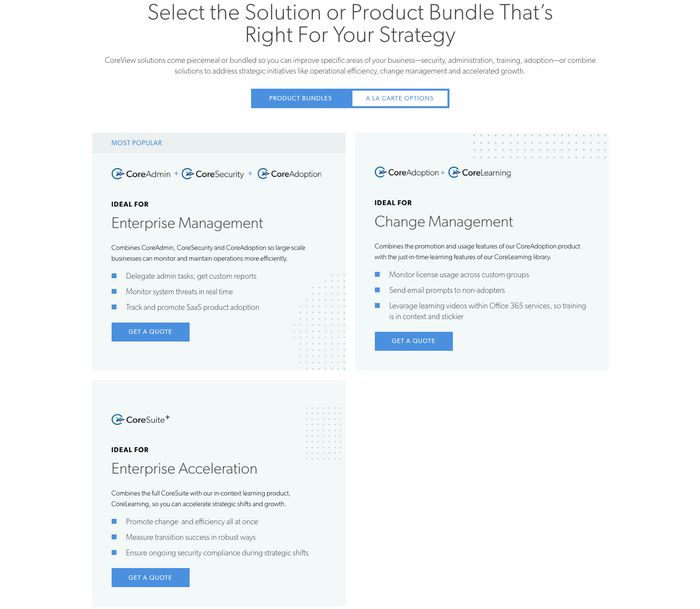 Select the Solution or Product Bundle That's
Right For Your Strategy
CoreView solutions come piecemeal or bundled so you can improve specific areas of your business—security, administration, training, adoption—or combine
solutions to address strategic initiatives like operational efficiency, change management and accelerated growth.
PRODUCT BUNDLES
A LA CARTE OPTIONS
MOST POPULAR
CoreAdmin + CoreSecurity + CoreAdoption
IDEAL FOR
Enterprise Management
Combines CoreAdmin, CoreSecurity and CoreAdoption so large-scale
businesses can monitor and maintain operations more efficiently.
Delegate admin tasks; get custom reports
Monitor system threats in real time
Track and promote SaaS product adoption
GET A QUOTE
CoreAdoption + CoreLearning
IDEAL FOR
Change Management
Combines the promotion and usage features of our CoreAdoption product
with the just-in-time-learning features of our CoreLearning library.
Monitor license usage across custom groups
Send email prompts to non-adopters
Levarage learning videos within Office 365 services, so training
is in context and stickier
GET A QUOTE
CoreSuite+
IDEAL FOR
Enterprise Acceleration
Combines the full CoreSuite with our in-context learning product,
CoreLearning, so you can accelerate strategic shifts and growth.
Promote change and efficiency all at once
Measure transition success in robust ways
Ensure ongoing security compliance during strategic shifts
GET A QUOTE